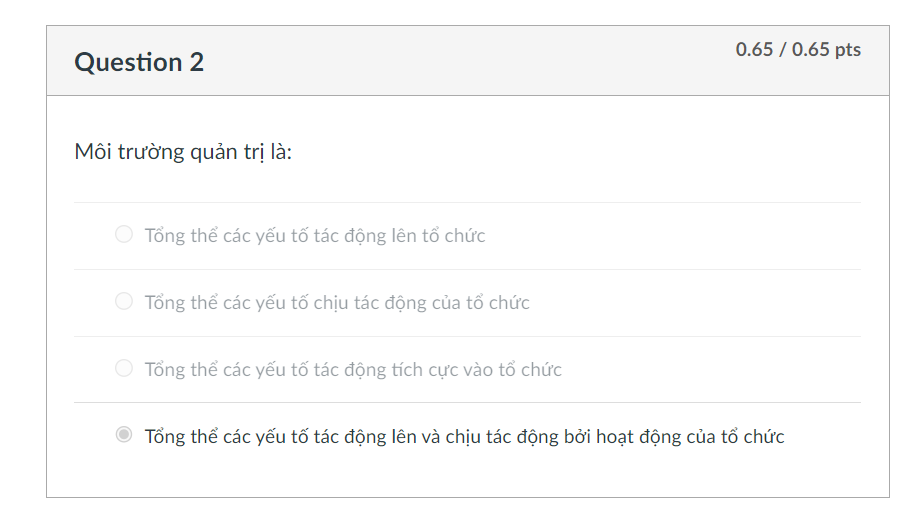 Question 2
0.65 / 0.65 pts
Môi trường quản trị là:
Tổng thể các yếu tố tác động lên tổ chức
Tổng thể các yếu tố chịu tác động của tổ chức
Tổng thể các yếu tố tác động tích cực vào tổ chức
Tổng thể các yếu tố tác động lên và chịu tác động bởi hoạt động của tổ chức